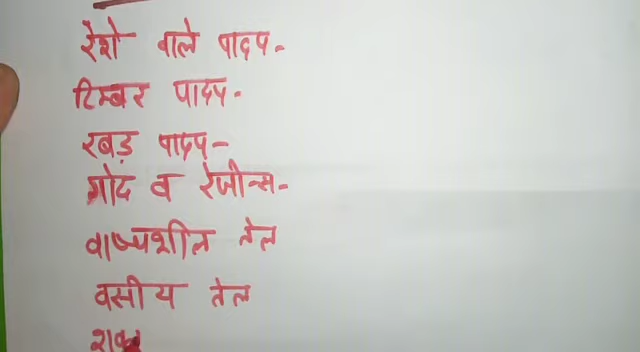 रेशे वाले पादप -
टिम्बर पादप -
रबड़ पादप -
गोंद व रेजीन्स -
वाष्पशील तेल
वसीय तेल